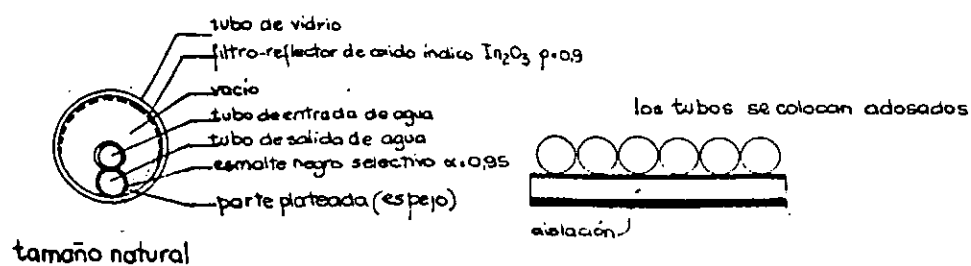 tubo de vidrio
filtro-reflector de oxido indico In₂O₃ ρ=0,9
vacio
tubo de entrada de agua
tubo de salida de agua
esmalte negro selectivo α=0,95
parte plateada (espejo)
tamaño natural
los tubos se colocan adosados
aislación